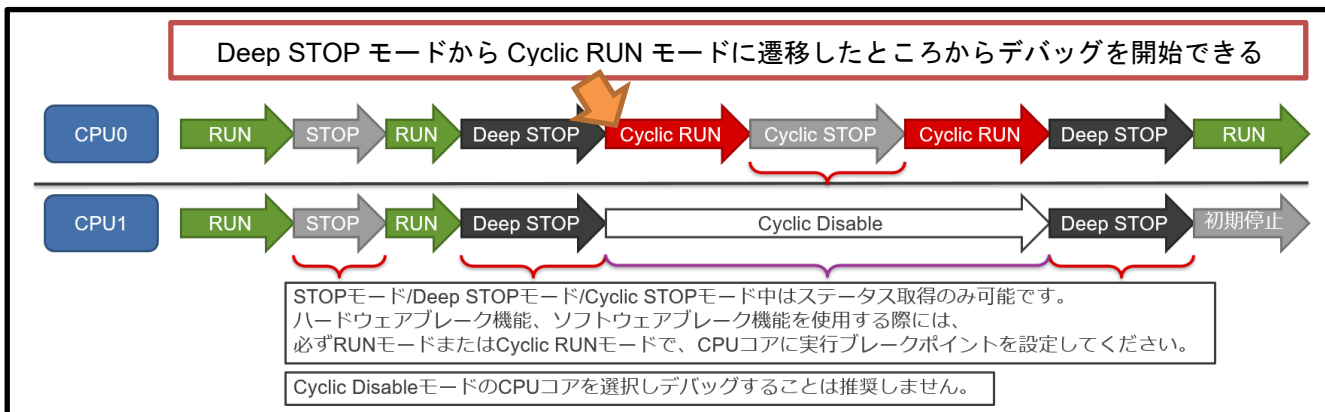 Deep STOP モードから Cyclic RUN モードに遷移したところからデバッグを開始できる
CPU0
RUN
STOP
RUN
Deep STOP
Cyclic RUN
Cyclic STOP
Cyclic RUN
Deep STOP
RUN
CPU1
RUN
STOP
RUN
Deep STOP
Cyclic Disable
Deep STOP
初期停止
STOPモード/Deep STOPモード/Cyclic STOPモード中はステータス取得のみ可能です。
ハードウェアブレーク機能、ソフトウェアブレーク機能を使用する際には、
必ずRUNモードまたはCyclic RUNモードで、CPUコアに実行ブレークポイントを設定してください。
Cyclic DisableモードのCPUコアを選択しデバッグすることは推奨しません。